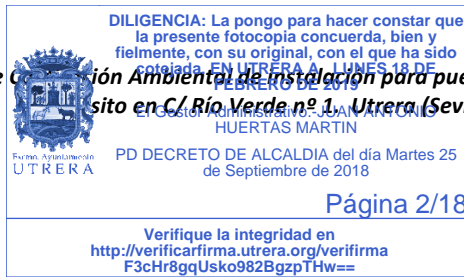 DILIGENCIA: La pongo para hacer constar que
la presente fotocopia concuerda, bien y
fielmente, con su original, con el que ha sido
cotejada, EN UTRERA A, LUNES 18 DE
ión Ambiental de instalación para pue
FEBRERO DE 2019
sito en C/ Río Verde nº 1. Utrera (Sev
El Gestor Administrativo: JUAN ANTONIO
HUERTAS MARTIN
Excmo. Ayuntamiento
UTRERA
PD DECRETO DE ALCALDIA del día Martes 25
de Septiembre de 2018
Página 2/18
Verifique la integridad en
http://verificarfirma.utrera.org/verifirma
F3cHr8gqUsko982BgzpTHw==